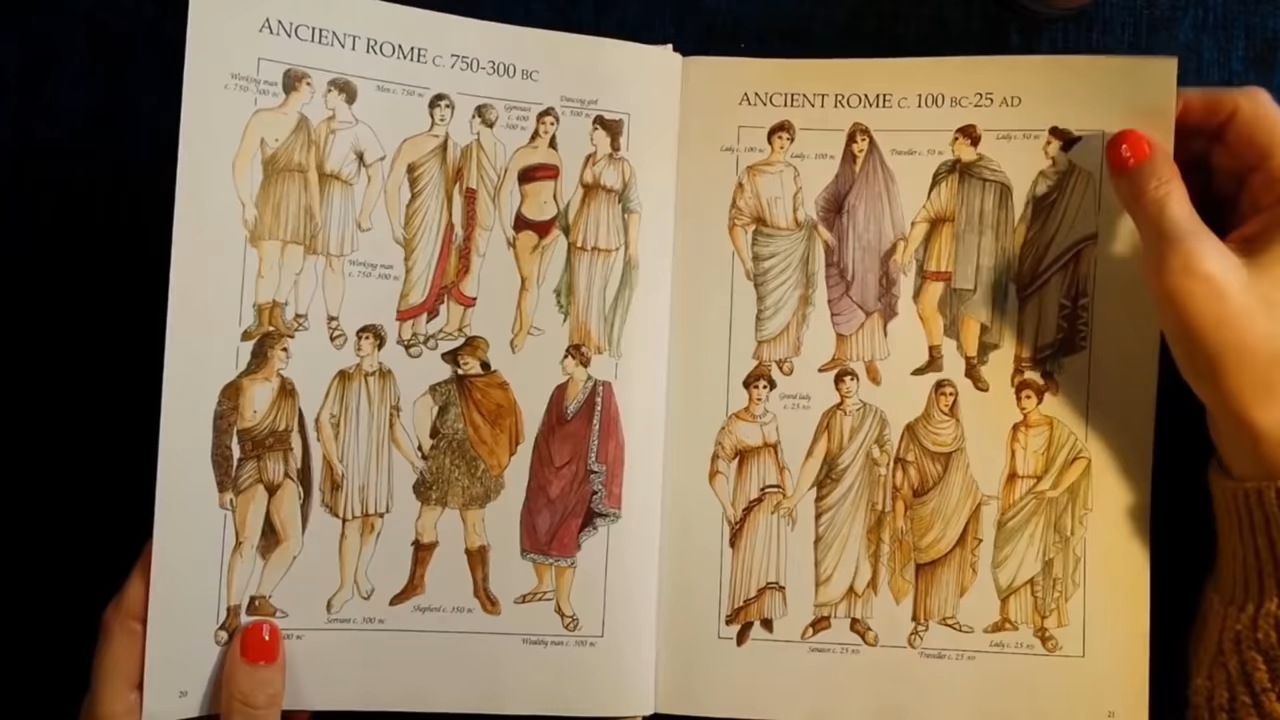 ANCIENT ROME C. 750-300 BC
Working man
c. 750-300 BC
Men c. 750 BC
Gymnast
c. 400
-300 BC
Dancing girl
c. 300 BC
Working man
c. 750-300 BC
00 BC
Servant c. 300 BC
Shepherd c. 350 BC
Wealthy man c. 300 BC
20
ANCIENT ROME C. 100 BC-25 AD
Lady c. 100 BC
Lady c. 100 BC
Traveller c. 50 BC
Lady c. 50 BC
Grand lady
c. 25 AD
Senator c. 25 AD
Traveller c. 25 AD
Lady c. 25 AD
21